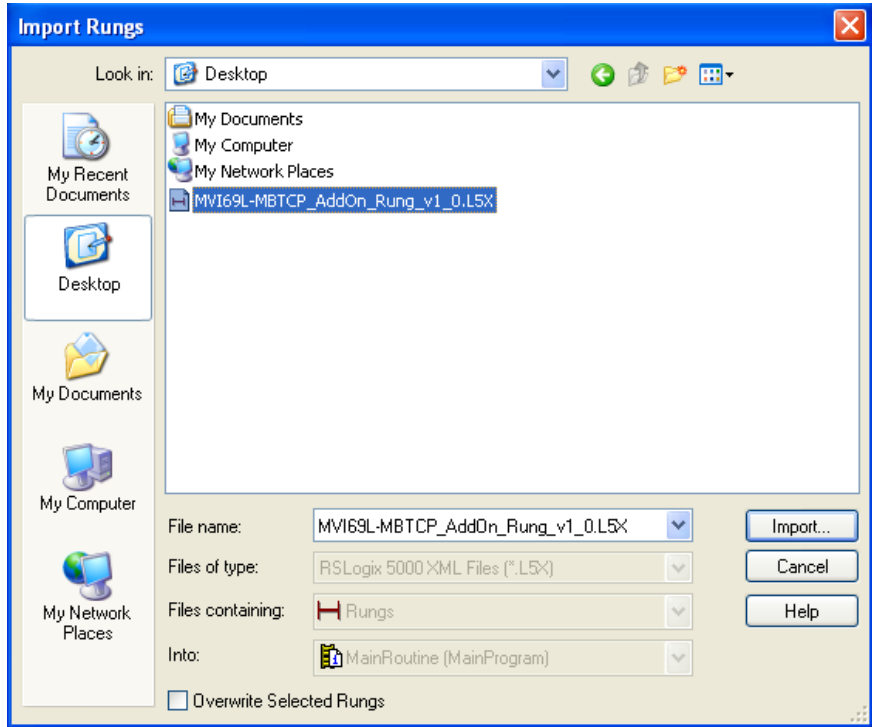 Import Rungs
Look in: Desktop
My Recent
Documents
Desktop
My Documents
My Computer
My Network
Places
My Documents
My Computer
My Network Places
MVI69L-MBTCP_AddOn_Rung_v1_0.L5X
File name: MVI69L-MBTCP_AddOn_Rung_v1_0.L5X Import...
Files of type: RSLogix 5000 XML Files (*.L5X) Cancel
Files containing: Rungs Help
Into: MainRoutine (MainProgram)
Overwrite Selected Rungs